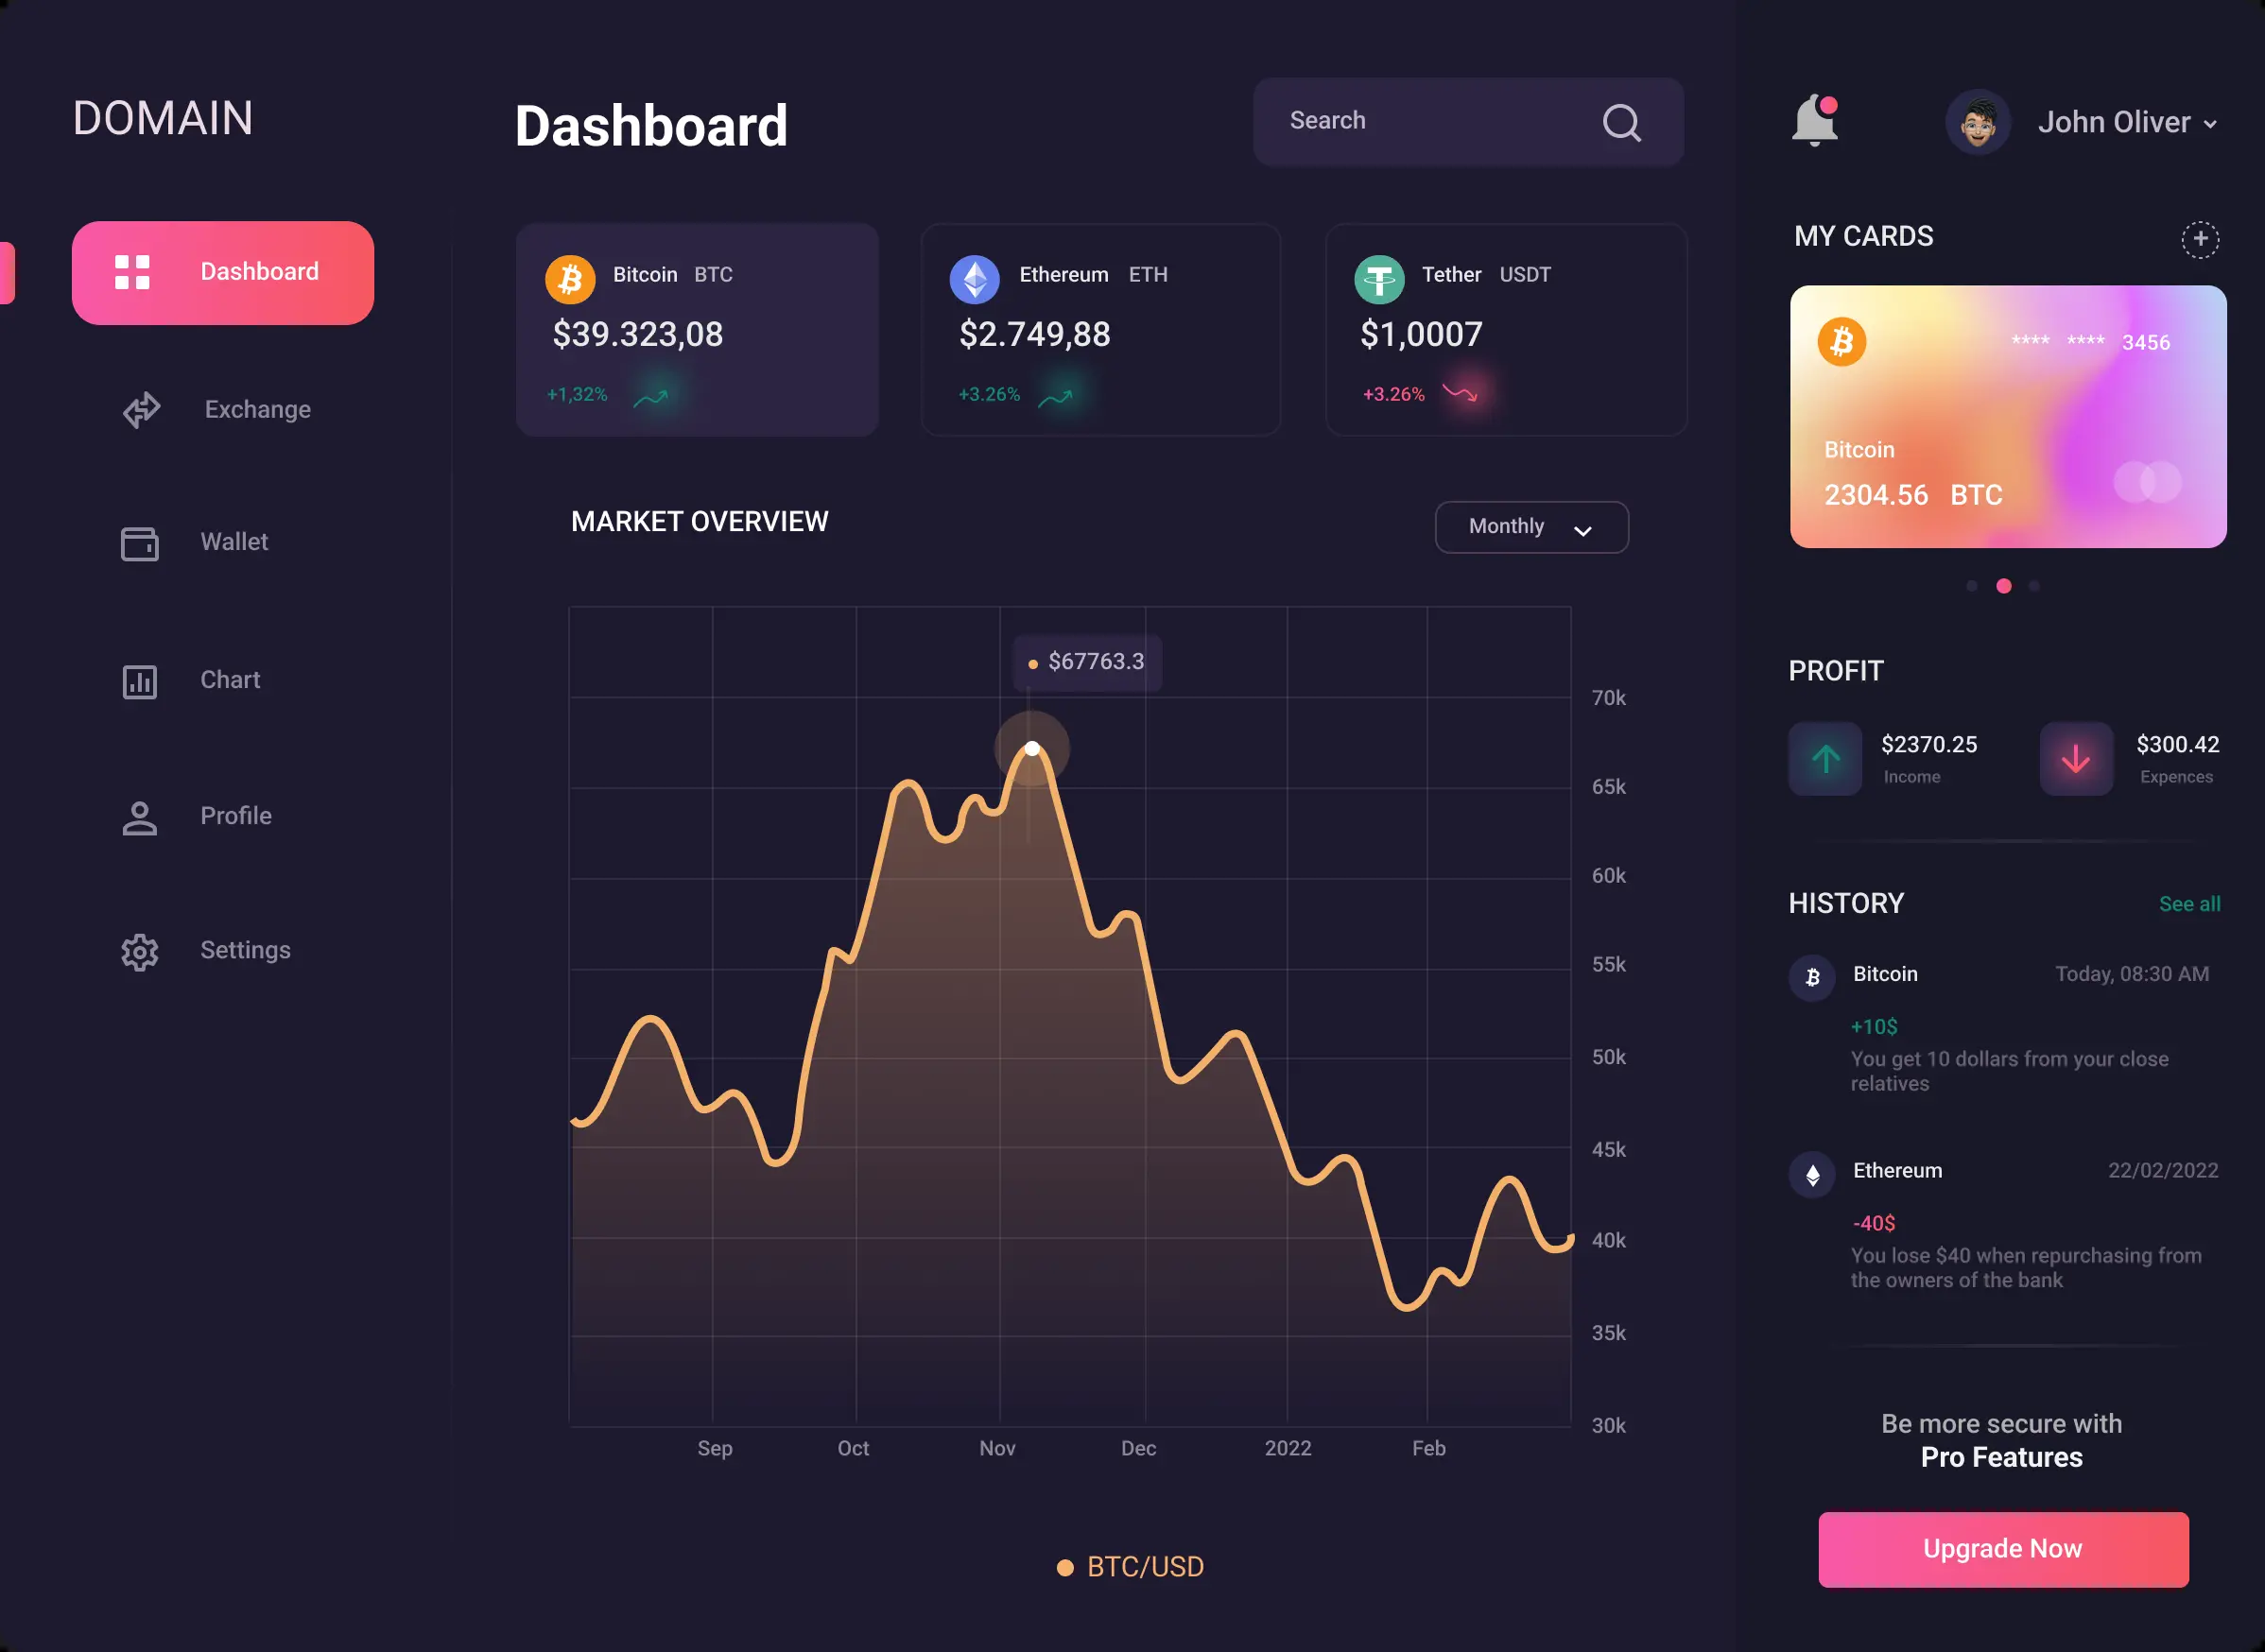 DOMAIN
Dashboard
Exchange
Wallet
Chart
Profile
Settings
Dashboard
Search
Bitcoin BTC
$39.323,08
+1,32%
Ethereum ETH
$2.749,88
+3.26%
Tether USDT
$1,0007
+3.26%
MARKET OVERVIEW
Monthly
$67763.3
70k
65k
60k
55k
50k
45k
40k
35k
30k
Sep Oct Nov Dec 2022 Feb
BTC/USD
John Oliver
MY CARDS
**** **** 3456
Bitcoin
2304.56 BTC
PROFIT
$2370.25
Income
$300.42
Expences
HISTORY See all
Bitcoin Today, 08:30 AM
+10$
You get 10 dollars from your close
relatives
Ethereum 22/02/2022
-40$
You lose $40 when repurchasing from
the owners of the bank
Be more secure with
Pro Features
Upgrade Now